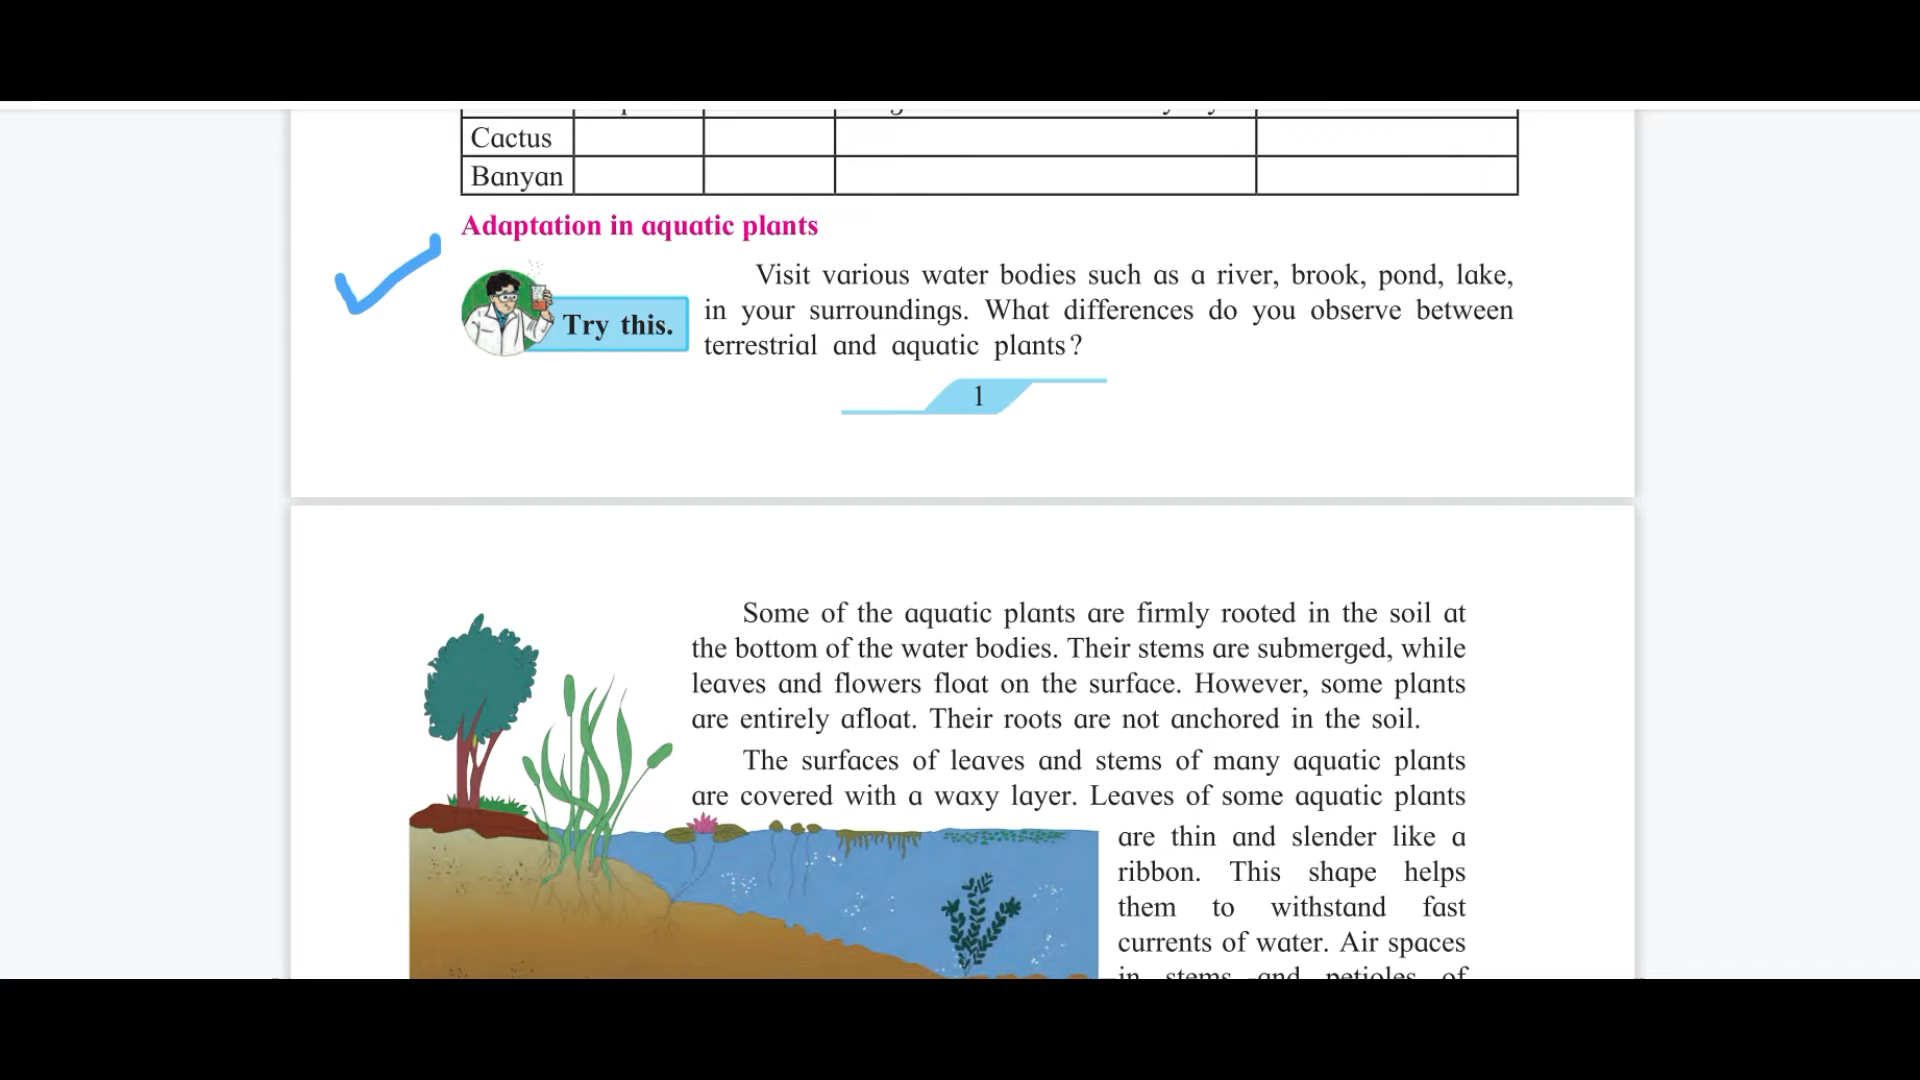 Cactus
Banyan
Adaptation in aquatic plants
Try this.
Visit various water bodies such as a river, brook, pond, lake,
in your surroundings. What differences do you observe between
terrestrial and aquatic plants?
1
Some of the aquatic plants are firmly rooted in the soil at
the bottom of the water bodies. Their stems are submerged, while
leaves and flowers float on the surface. However, some plants
are entirely afloat. Their roots are not anchored in the soil.
The surfaces of leaves and stems of many aquatic plants
are covered with a waxy layer. Leaves of some aquatic plants
are thin and slender like a
ribbon. This shape helps
them to withstand fast
currents of water. Air spaces
in stems and petioles of